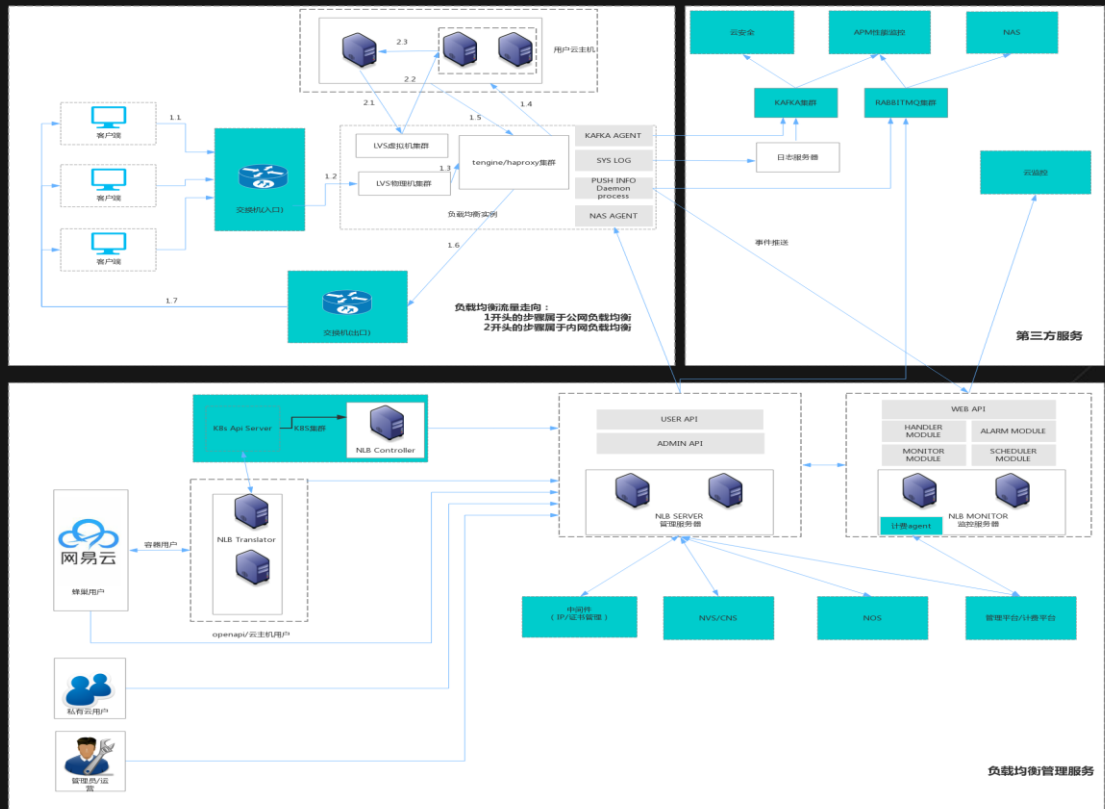 用户云主机
2.3
2.2
2.1
1.4
1.5
客户端
1.1
客户端
客户端
交换机(入口)
1.2
LVS虚拟机集群
LVS物理机集群
1.3
tengine/haproxy集群
KAFKA AGENT
SYS LOG
PUSH INFO
Daemon
process
NAS AGENT
负载均衡实例
1.6
1.7
交换机(出口)
负载均衡流量走向：
1开头的步骤属于公网负载均衡
2开头的步骤属于内网负载均衡
云安全
APM性能监控
NAS
KAFKA集群
RABBITMQ集群
日志服务器
云监控
事件推送
第三方服务
K8s Api Server
K8S集群
NLB Controller
网易云
蜂巢用户
容器用户
NLB Translator
openapi/云主机用户
私有云用户
管理员/运
营
USER API
ADMIN API
NLB SERVER
管理服务器
WEB API
HANDLER
MODULE
ALARM MODULE
MONITOR
MODULE
SCHEDULER
MODULE
NLB MONITOR
监控服务器
计费agent
中间件
（IP/证书管理）
NVS/CNS
NOS
管理平台/计费平台
负载均衡管理服务